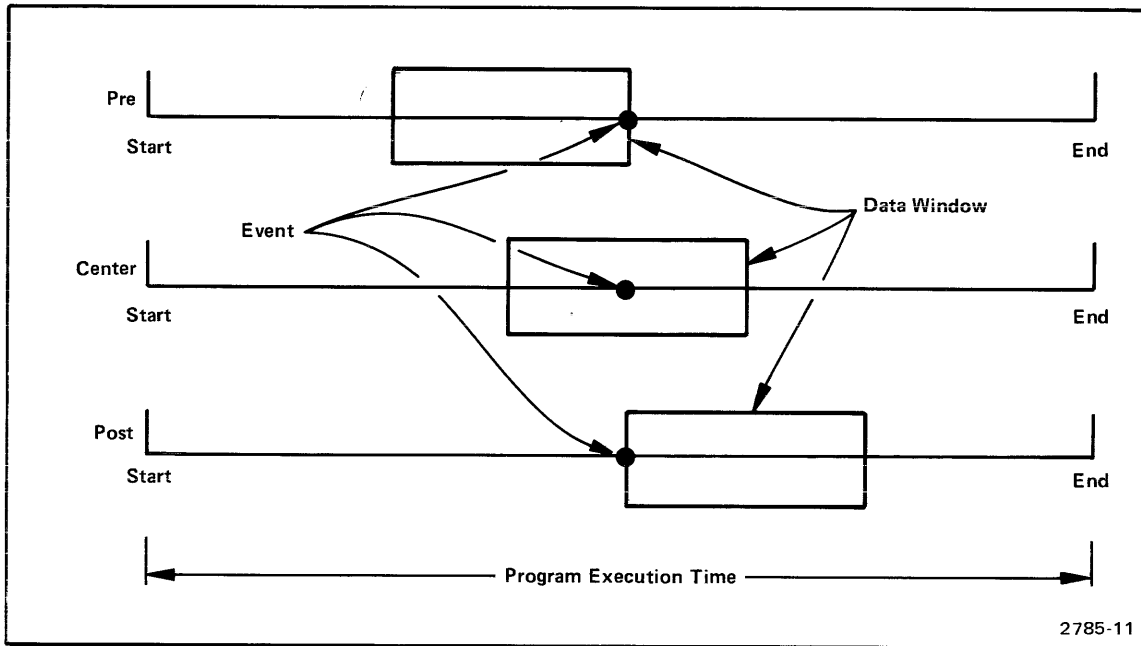 Pre
Start
End
Event
Data Window
Center
Start
End
Post
Start
End
Program Execution Time
2785-11